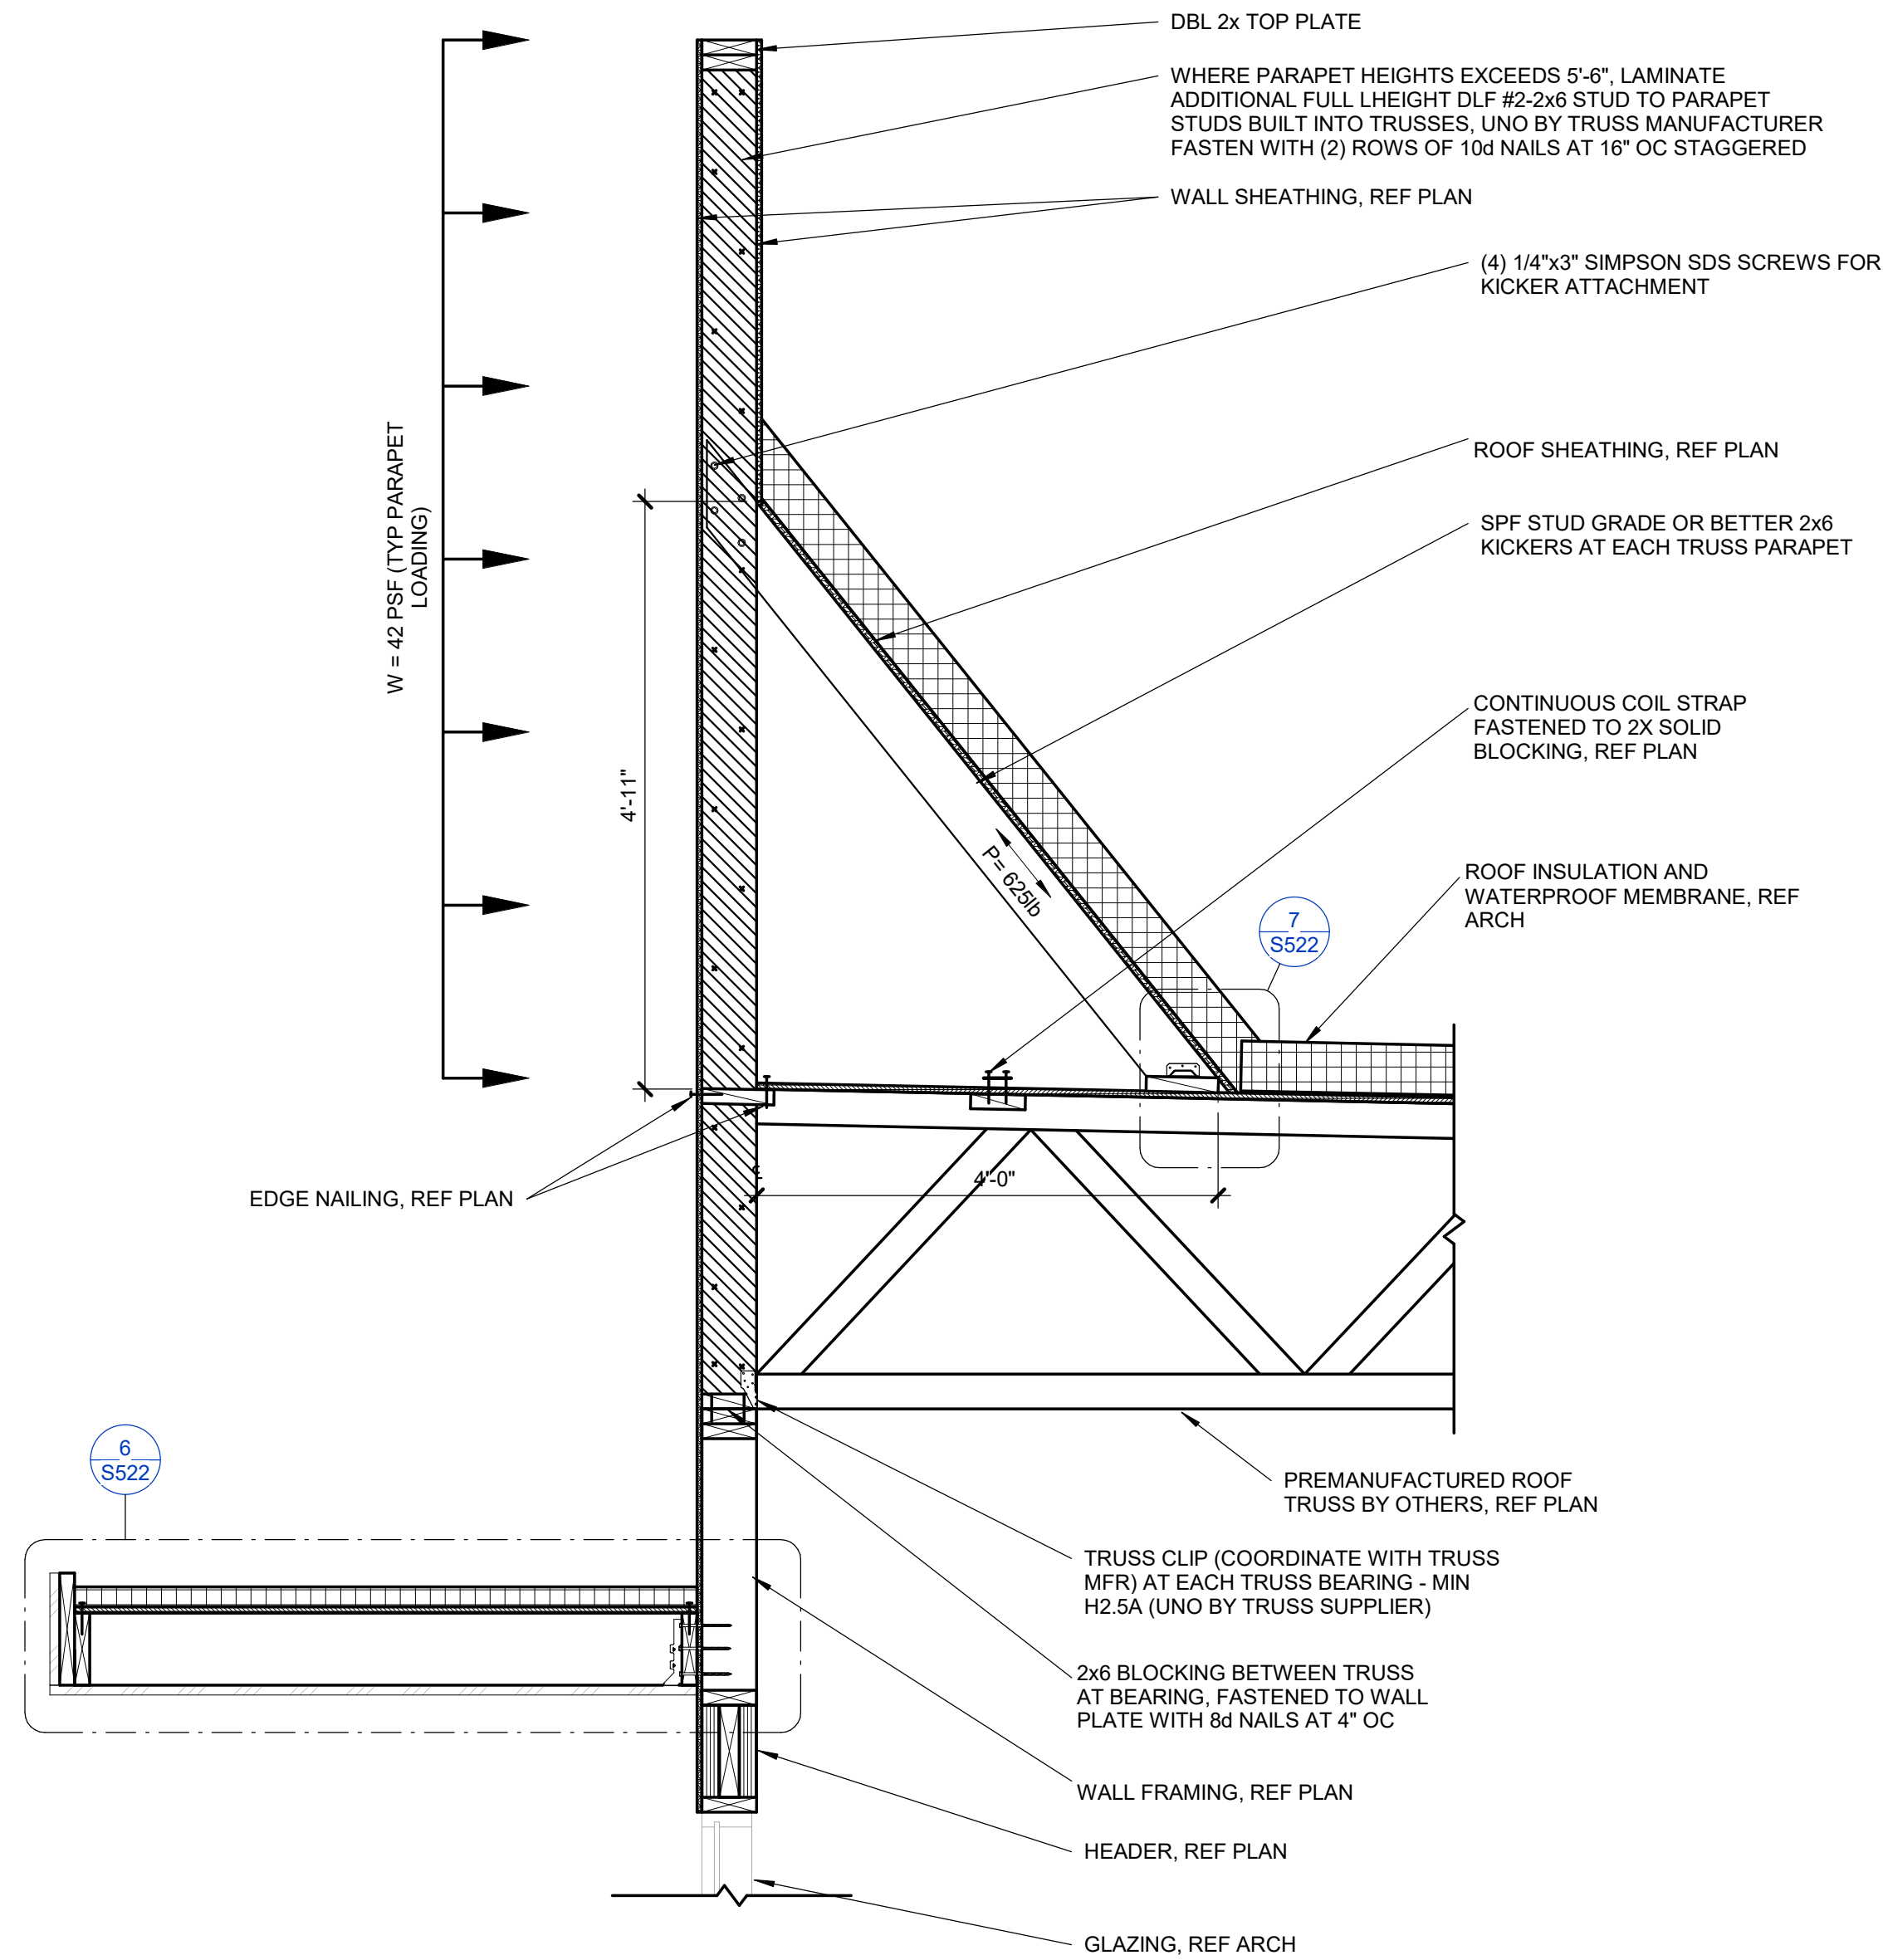 DBL 2x TOP PLATE
WHERE PARAPET HEIGHTS EXCEEDS 5'-6", LAMINATE
ADDITIONAL FULL LHEIGHT DLF #2-2x6 STUD TO PARAPET
STUDS BUILT INTO TRUSSES, UNO BY TRUSS MANUFACTURER
FASTEN WITH (2) ROWS OF 10d NAILS AT 16" OC STAGGERED
WALL SHEATHING, REF PLAN
(4) 1/4"x3" SIMPSON SDS SCREWS FOR
KICKER ATTACHMENT
W = 42 PSF (TYP PARAPET
LOADING)
ROOF SHEATHING, REF PLAN
SPF STUD GRADE OR BETTER 2x6
KICKERS AT EACH TRUSS PARAPET
4'-11"
CONTINUOUS COIL STRAP
FASTENED TO 2X SOLID
BLOCKING, REF PLAN
P= 625lb
ROOF INSULATION AND
WATERPROOF MEMBRANE, REF
ARCH
7
S522
4'-0"
EDGE NAILING, REF PLAN
6
S522
PREMANUFACTURED ROOF
TRUSS BY OTHERS, REF PLAN
TRUSS CLIP (COORDINATE WITH TRUSS
MFR) AT EACH TRUSS BEARING - MIN
H2.5A (UNO BY TRUSS SUPPLIER)
2x6 BLOCKING BETWEEN TRUSS
AT BEARING, FASTENED TO WALL
PLATE WITH 8d NAILS AT 4" OC
WALL FRAMING, REF PLAN
HEADER, REF PLAN
GLAZING, REF ARCH